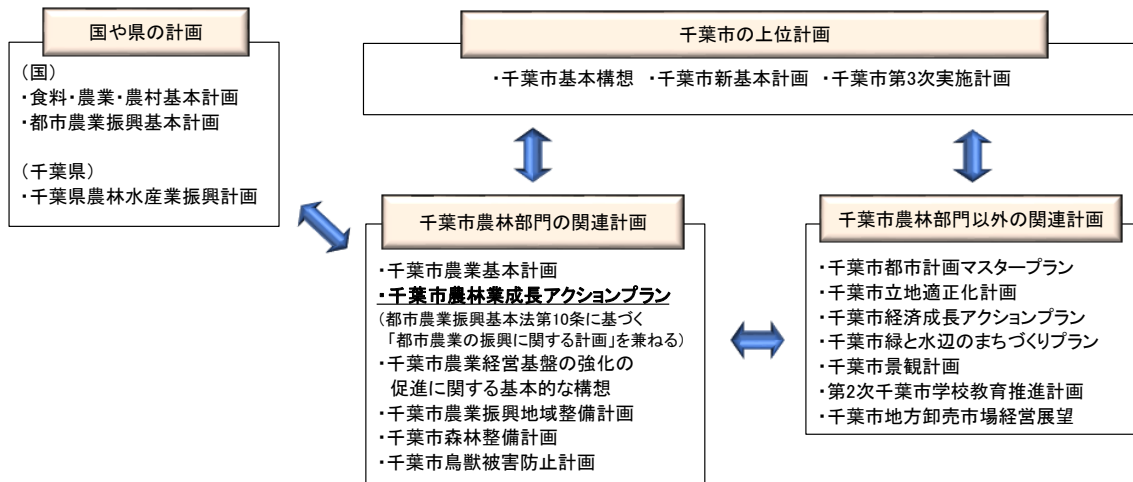 国や県の計画
(国)
・食料・農業・農村基本計画
・都市農業振興基本計画
(千葉県)
・千葉県農林水産業振興計画
千葉市の上位計画
・千葉市基本構想 ・千葉市新基本計画 ・千葉市第3次実施計画
千葉市農林部門の関連計画
・千葉市農業基本計画
・千葉市農林業成長アクションプラン
(都市農業振興基本法第10条に基づく
「都市農業の振興に関する計画」を兼ねる)
・千葉市農業経営基盤の強化の
促進に関する基本的な構想
・千葉市農業振興地域整備計画
・千葉市森林整備計画
・千葉市鳥獣被害防止計画
千葉市農林部門以外の関連計画
・千葉市都市計画マスタープラン
・千葉市立地適正化計画
・千葉市経済成長アクションプラン
・千葉市緑と水辺のまちづくりプラン
・千葉市景観計画
・第2次千葉市学校教育推進計画
・千葉市地方卸売市場経営展望